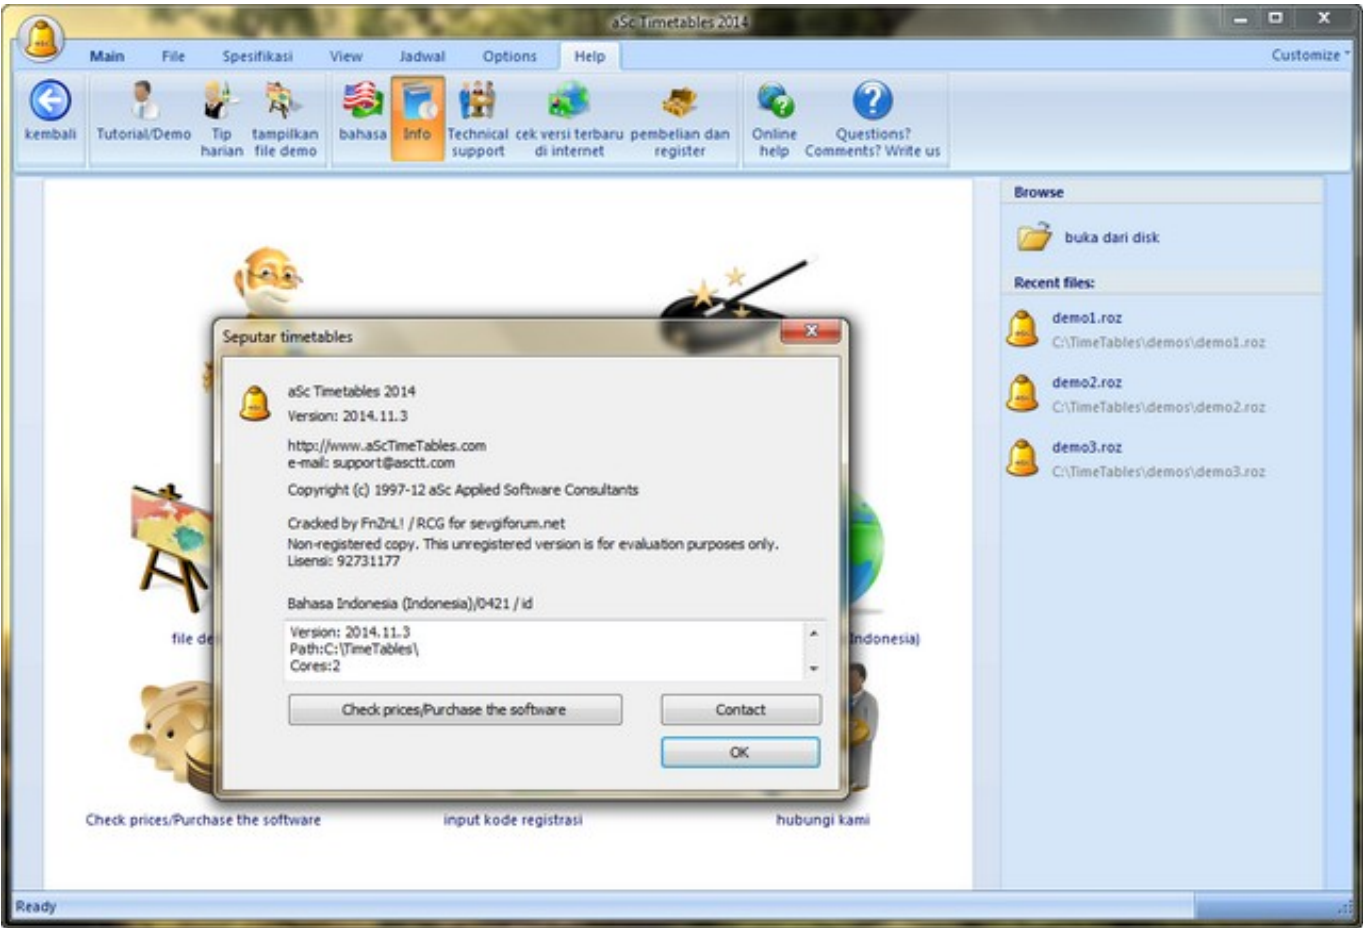 aSc Timetables 2014
Main File Spesifikasi View Jadwal Options Help Customize
kembali Tutorial/Demo Tip harian tampilkan file demo bahasa Info Technical support cek versi terbaru di internet pembelian dan register Online help Questions? Comments? Write us
Browse
buka dari disk
Recent files:
demo1.roz
C:\TimeTables\demos\demo1.roz
demo2.roz
C:\TimeTables\demos\demo2.roz
demo3.roz
C:\TimeTables\demos\demo3.roz
Seputar timetables
aSc Timetables 2014
Version: 2014.11.3
http://www.aScTimeTables.com
e-mail: support@asctt.com
Copyright (c) 1997-12 aSc Applied Software Consultants
Cracked by FnZnL! / RCG for sevgiforum.net
Non-registered copy. This unregistered version is for evaluation purposes only.
Lisensi: 92731177
Bahasa Indonesia (Indonesia)/0421 / id
Version: 2014.11.3
Path:C:\TimeTables\
Cores:2
Check prices/Purchase the software Contact
OK
file de
Indonesia)
Check prices/Purchase the software input kode registrasi hubungi kami
Ready